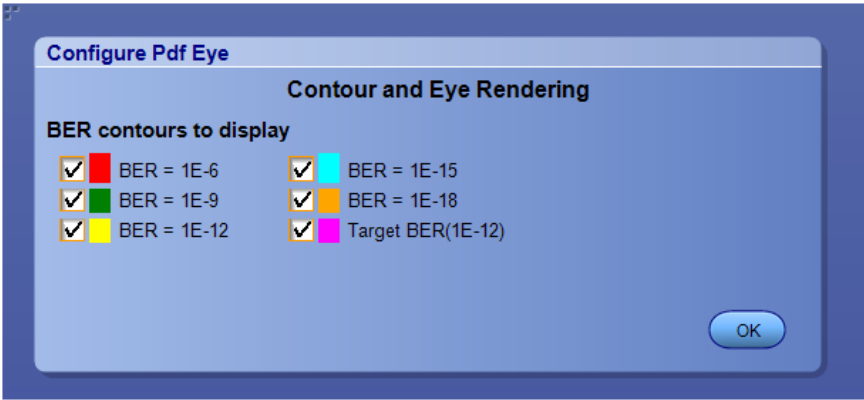 Configure Pdf Eye
Contour and Eye Rendering
BER contours to display
BER = 1E-6
BER = 1E-15
BER = 1E-9
BER = 1E-18
BER = 1E-12
Target BER(1E-12)
OK